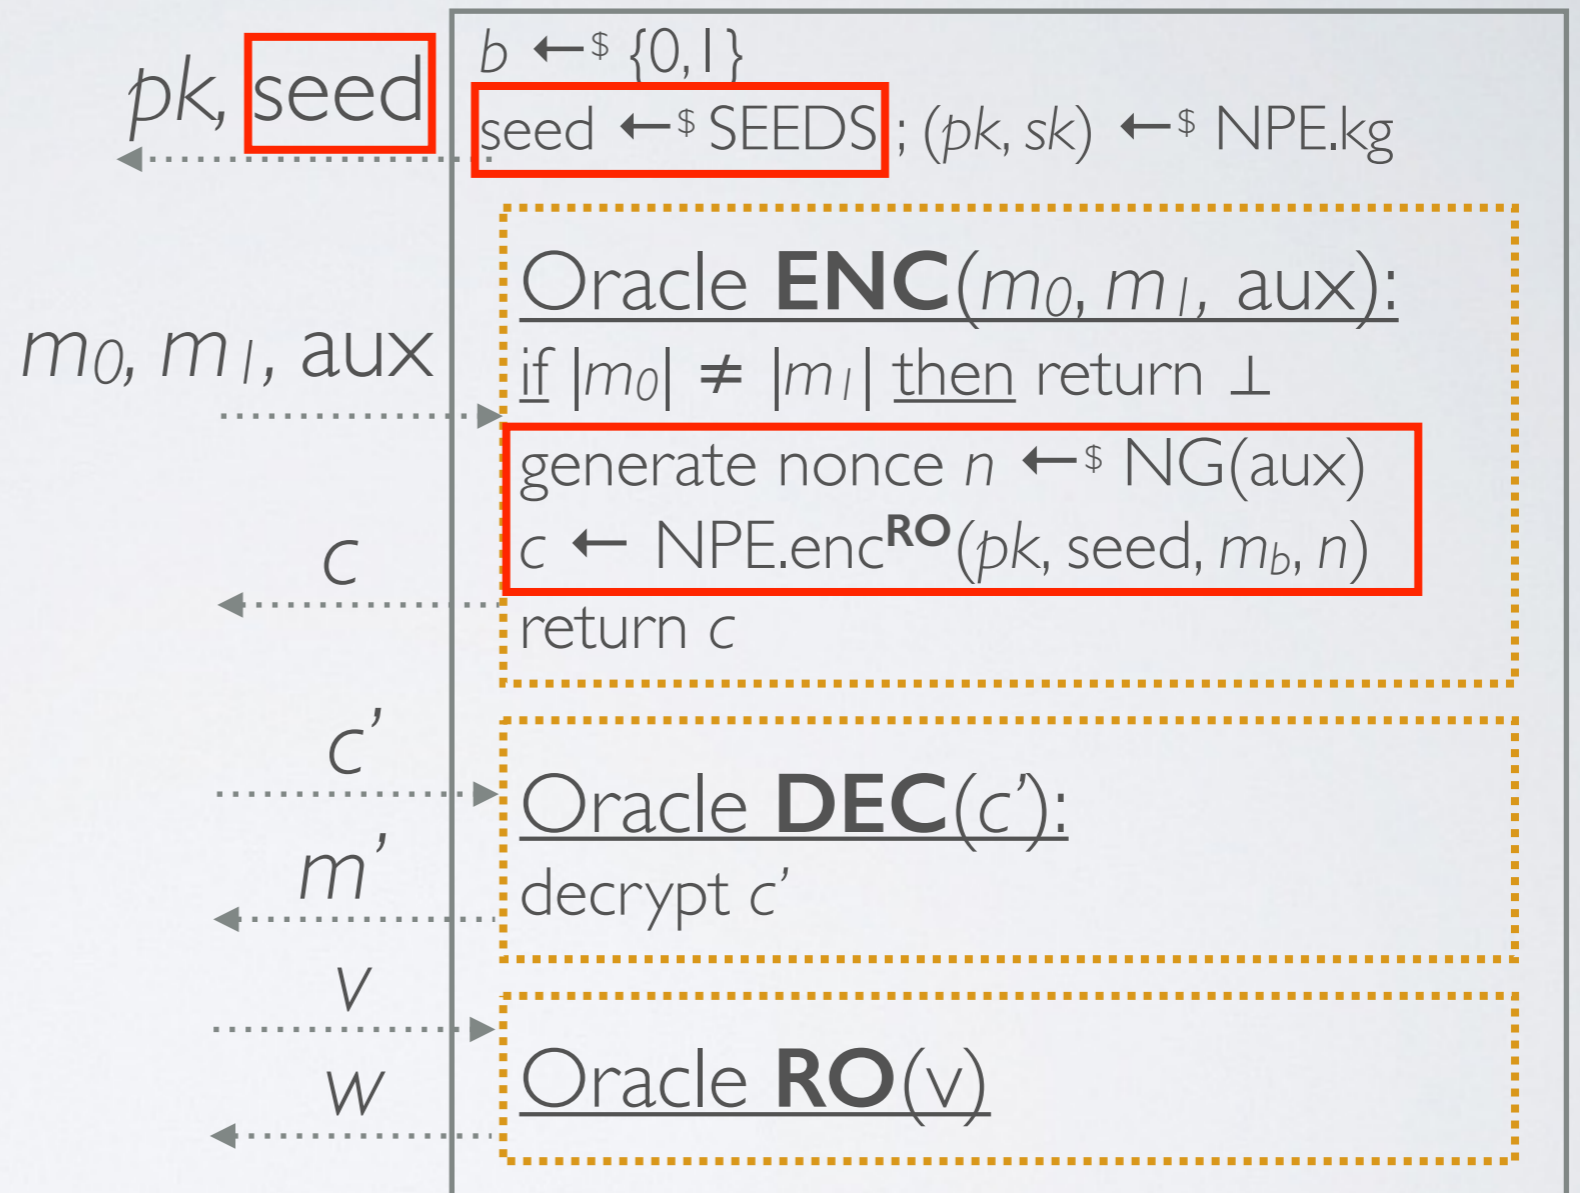 pk, seed
b ←$ {0,1}
seed ←$ SEEDS ; (pk, sk) ←$ NPE.kg
m0, m1, aux
Oracle ENC(m0, m1, aux):
if |m0| ≠ |m1| then return ⊥
generate nonce n ←$ NG(aux)
c ← NPE.encRO(pk, seed, mb, n)
c
return c
c’
Oracle DEC(c’):
m’
decrypt c’
v
Oracle RO(v)
w